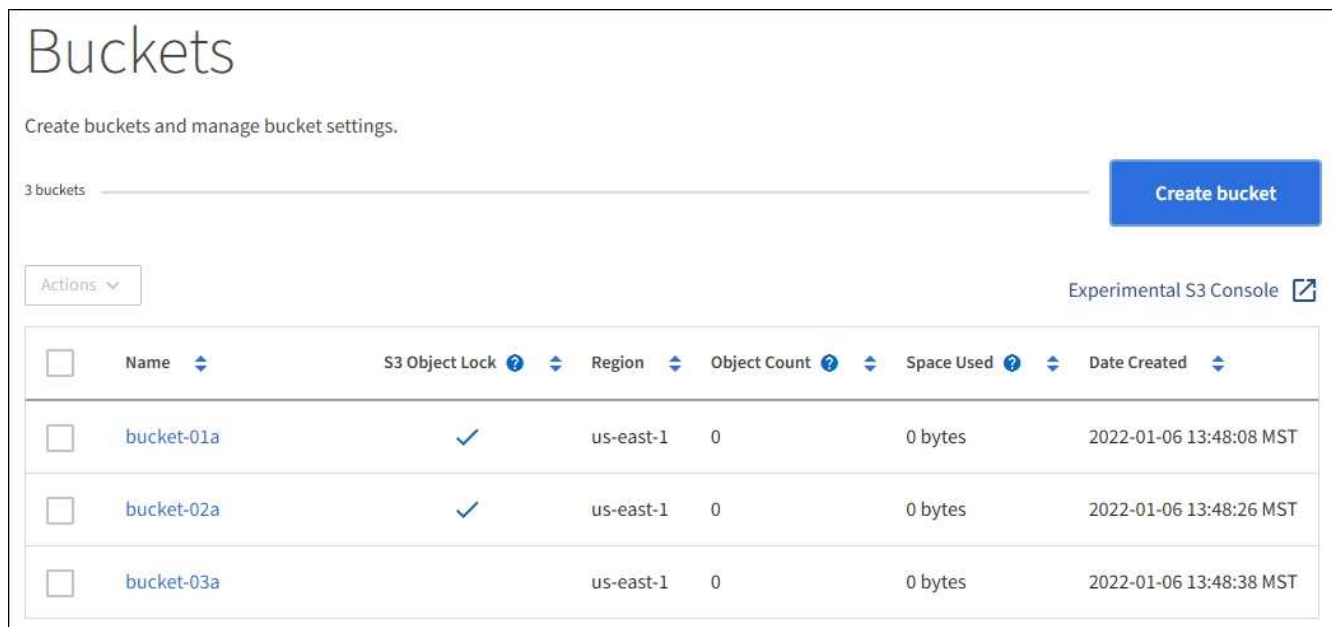 Buckets
Create buckets and manage bucket settings.
3 buckets Create bucket
Actions Experimental S3 Console
Name S3 Object Lock ? Region Object Count ? Space Used ? Date Created
bucket-01a us-east-1 0 0 bytes 2022-01-06 13:48:08 MST
bucket-02a us-east-1 0 0 bytes 2022-01-06 13:48:26 MST
bucket-03a us-east-1 0 0 bytes 2022-01-06 13:48:38 MST